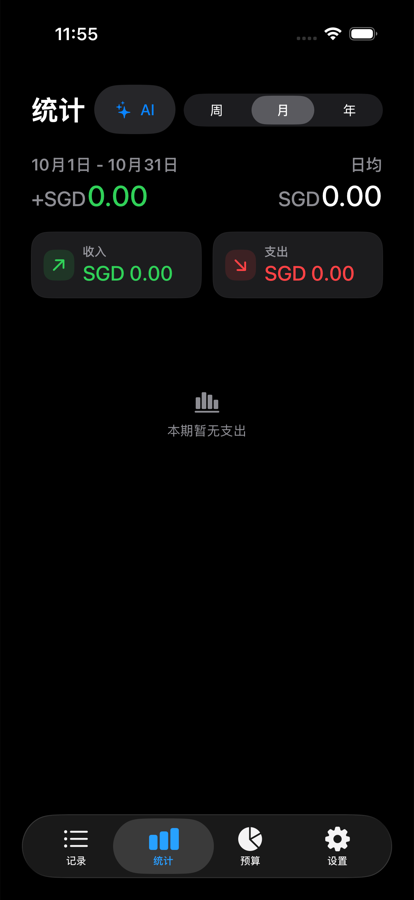 11:55
统计
AI
周
月
年
10月1日 - 10月31日
日均
+SGD0.00
SGD0.00
收入
SGD 0.00
支出
SGD 0.00
本期暂无支出
记录
统计
预算
设置